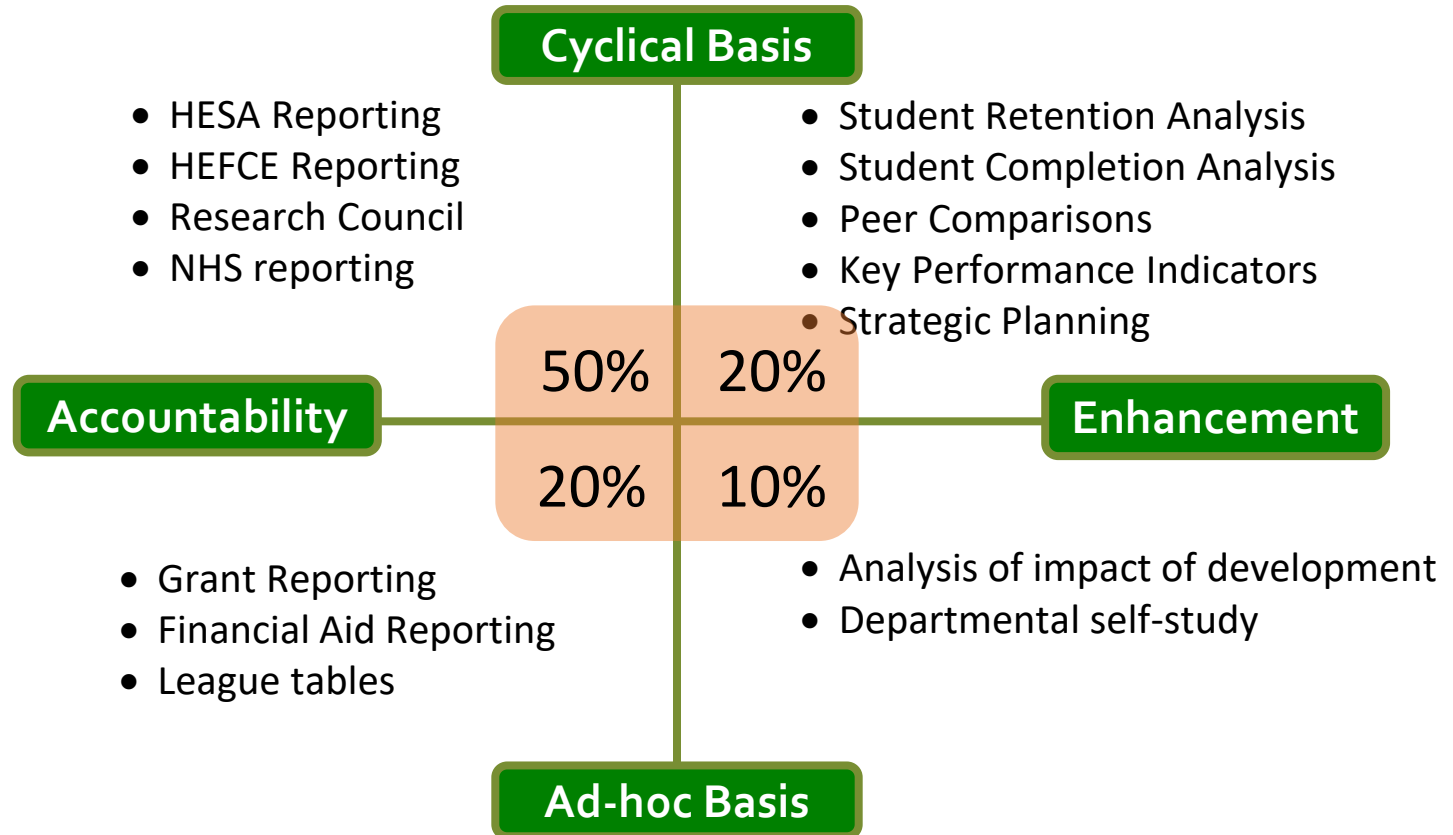 Cyclical Basis
• HESA Reporting
• HEFCE Reporting
• Research Council
• NHS reporting
• Student Retention Analysis
• Student Completion Analysis
• Peer Comparisons
• Key Performance Indicators
• Strategic Planning
50%
20%
Accountability
Enhancement
20%
10%
• Grant Reporting
• Financial Aid Reporting
• League tables
• Analysis of impact of development
• Departmental self-study
Ad-hoc Basis